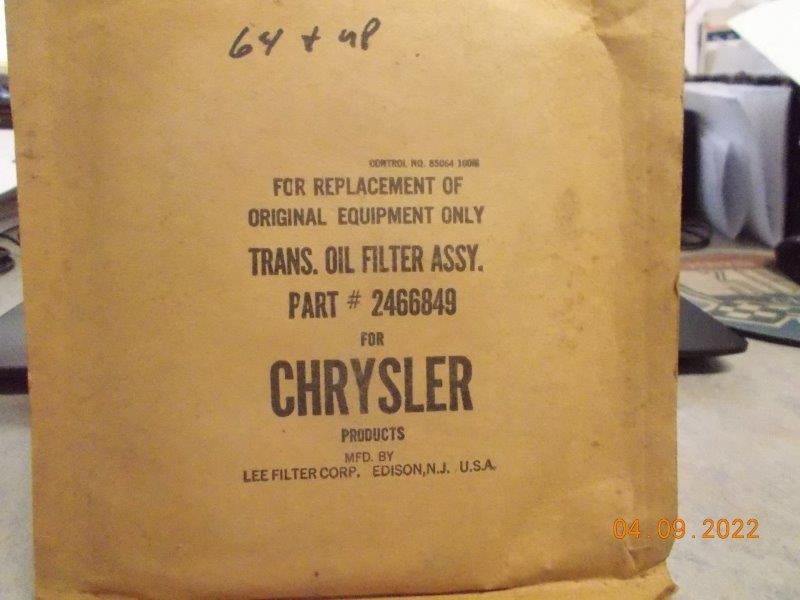 64 + up
CONTROL NO. 85064 100M
FOR REPLACEMENT OF
ORIGINAL EQUIPMENT ONLY
TRANS. OIL FILTER ASSY.
PART # 2466849
FOR
CHRYSLER
PRODUCTS
MFD. BY
LEE FILTER CORP. EDISON, N.J. U.S.A.
04.09.2022